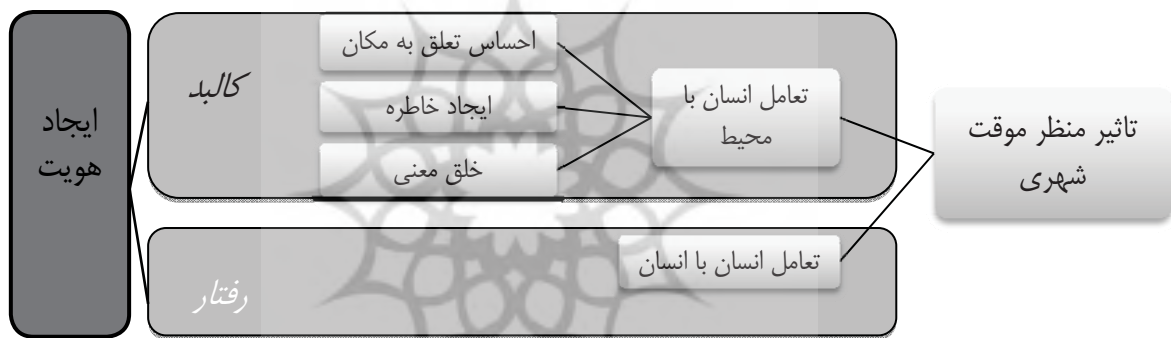 تاثیر منظر موقت
شهری
تعامل انسان با
محیط
احساس تعلق به مکان
ایجاد خاطره
خلق معنی
کالبد
تعامل انسان با انسان
رفتار
ایجاد
هویت